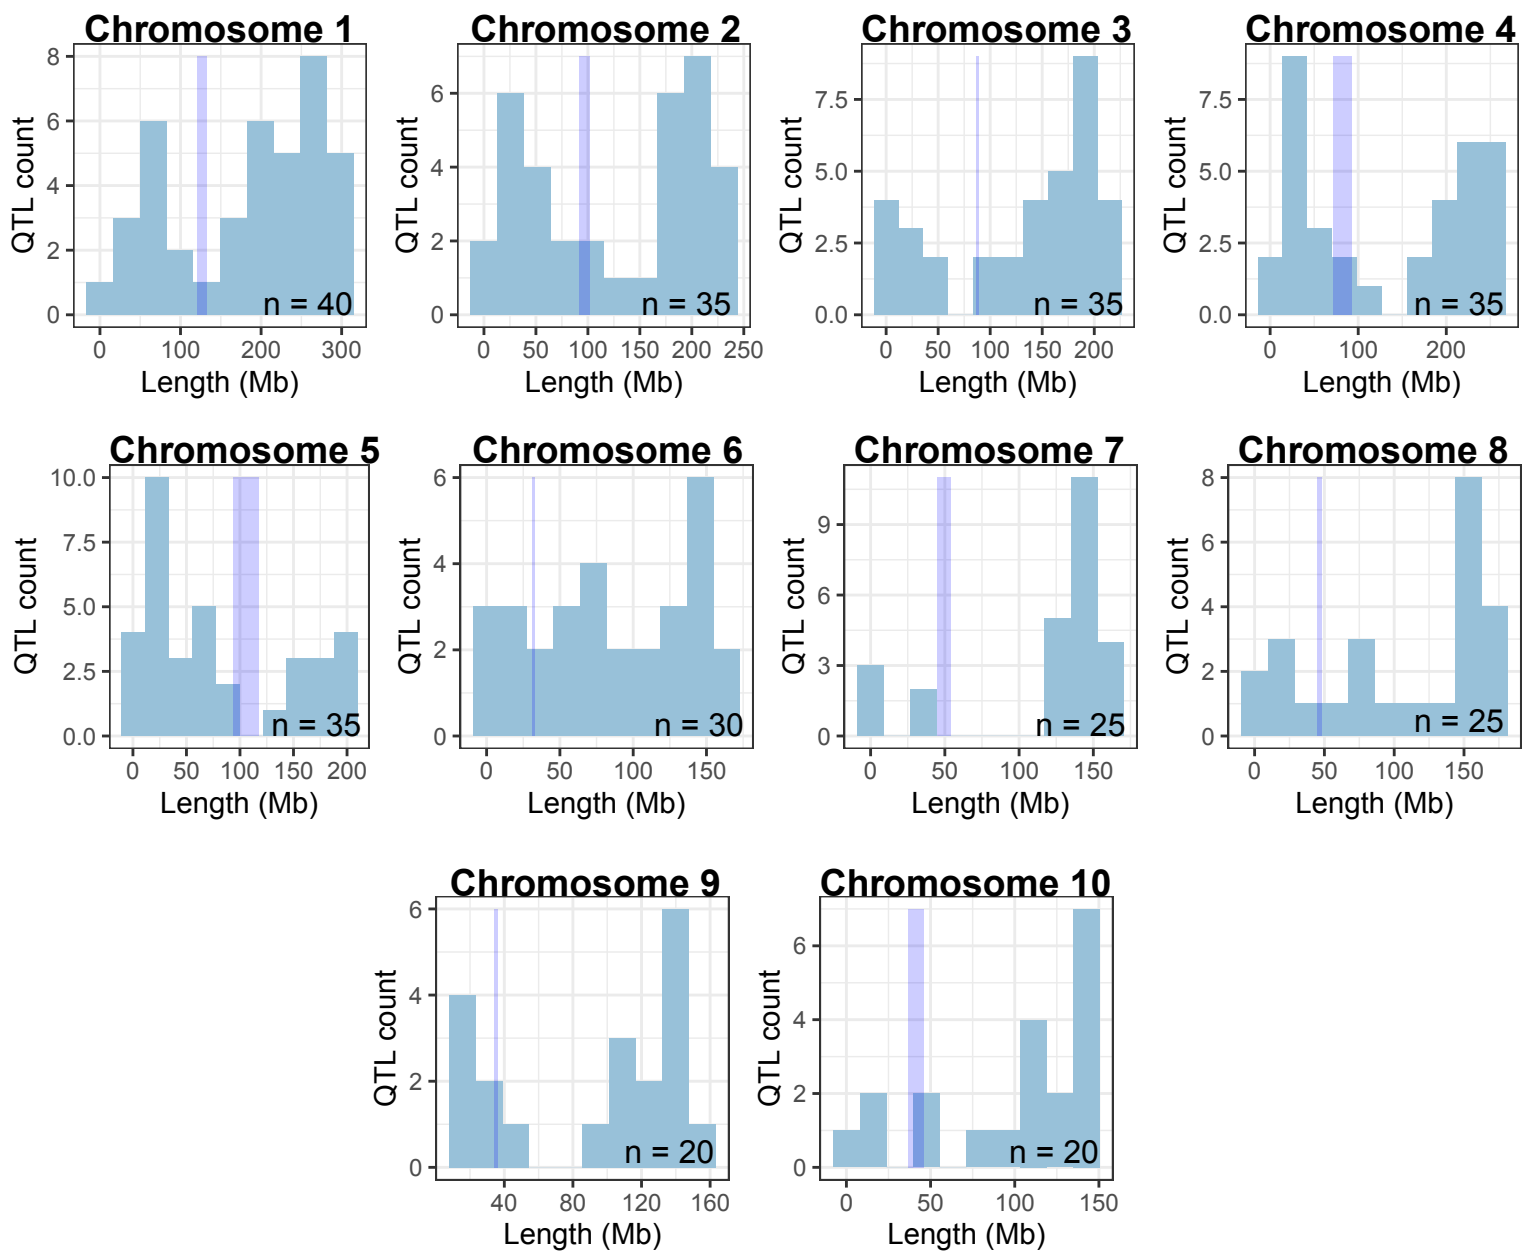 Chromosome 1
8
6
4
2
0
QTL count
n = 40
0 100 200 300
Length (Mb)
Chromosome 2
6
4
2
0
QTL count
n = 35
0 50 100 150 200 250
Length (Mb)
Chromosome 3
7.5
5.0
2.5
0.0
QTL count
n = 35
0 50 100 150 200
Length (Mb)
Chromosome 4
7.5
5.0
2.5
0.0
QTL count
n = 35
0 100 200
Length (Mb)
Chromosome 5
10.0
7.5
5.0
2.5
0.0
QTL count
n = 35
0 50 100 150 200
Length (Mb)
Chromosome 6
6
4
2
0
QTL count
n = 30
0 50 100 150
Length (Mb)
Chromosome 7
9
6
3
0
QTL count
n = 25
0 50 100 150
Length (Mb)
Chromosome 8
8
6
4
2
0
QTL count
n = 25
0 50 100 150
Length (Mb)
Chromosome 9
6
4
2
0
QTL count
n = 20
40 80 120 160
Length (Mb)
Chromosome 10
6
4
2
0
QTL count
n = 20
0 50 100 150
Length (Mb)